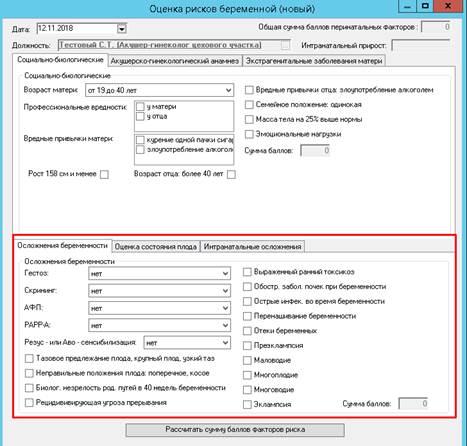 Оценка рисков беременной (новый)
Дата: 12.11.2018 Общая сумма баллов перинатальных факторов: 0
Должность: Тестовый С.Т. (Акушер-гинеколог цехового участка) Интранатальный прирост:
Социально-биологические Акушерско-гинекологический анамнез Экстрагенитальные заболевания матери
Социально-биологические
Возраст матери: от 19 до 40 лет Вредные привычки отца: злоупотребление алкоголем
Профессиональные вредности: у матери Семейное положение: одинокая
у отца Масса тела на 25% выше нормы
Эмоциональные нагрузки
Вредные привычки матери: курение одной пачки сигар
злоупотребление алкоголе Сумма баллов: 0
Рост 158 см и менее Возраст отца: более 40 лет
Осложнения беременности Оценка состояния плода Интранатальные осложнения
Осложнения беременности
Гестоз: нет Выраженный ранний токсикоз
Скрининг: нет Обостр. забол. почек при беременности
Острые инфек. во время беременности
АФП: нет Перенашивание беременности
PAPP-A: нет Отеки беременных
Резус - или Аво - сенсибилизация: нет Преэклампсия
Тазовое предлежание плода, крупный плод, узкий таз Маловодие
Неправильные положения плода: поперечное, косое Многоплодие
Биолог. незрелость род. путей в 40 недель беременности Многоводие
Рецидивирующая угроза прерывания Эклампсия Сумма баллов: 0
Рассчитать сумму баллов факторов риска